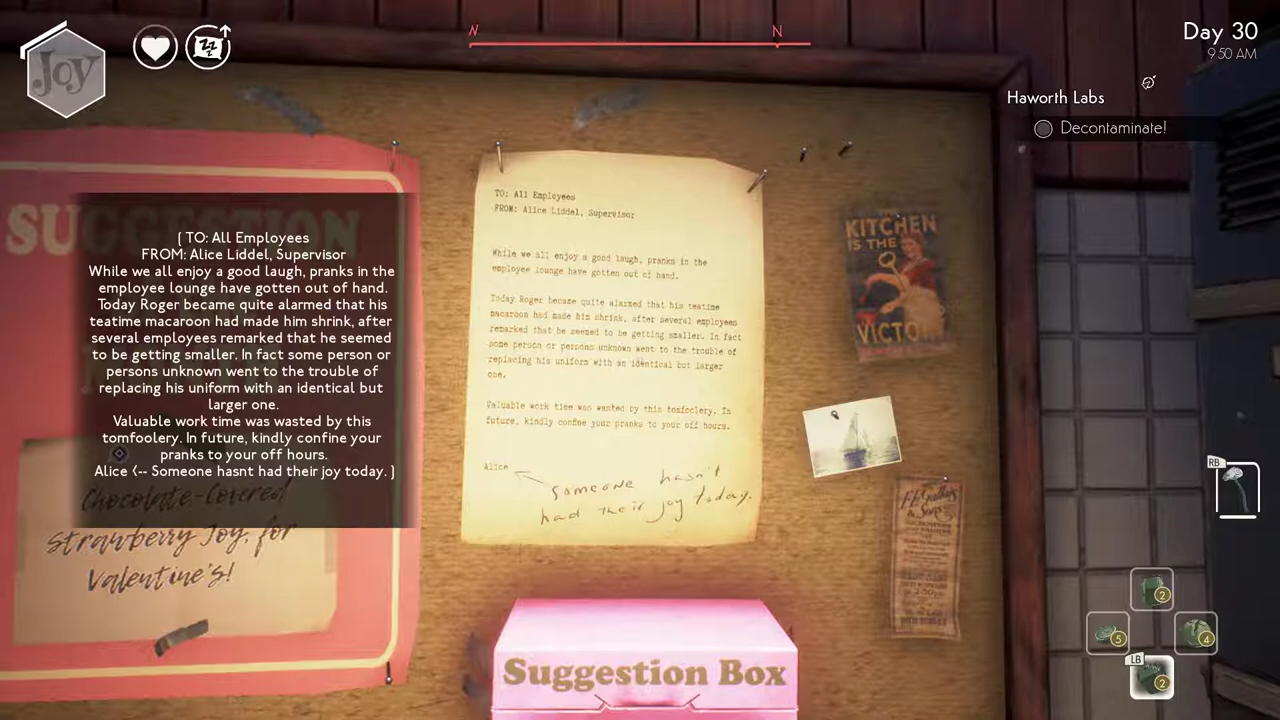 Joy
zz
N
N
Day 30
9:50 AM
Haworth Labs
Decontaminate!
SUGGESTION
[ TO: All Employees
FROM: Alice Liddel, Supervisor
While we all enjoy a good laugh, pranks in the
employee lounge have gotten out of hand.
Today Roger became quite alarmed that his
teatime macaroon had made him shrink, after
several employees remarked that he seemed
to be getting smaller. In fact some person or
persons unknown went to the trouble of
replacing his uniform with an identical but
larger one.
Valuable work time was wasted by this
tomfoolery. In future, kindly confine your
pranks to your off hours.
Alice <-- Someone hasnt had their joy today. ]
Chocolate-Covered
Strawberry Joy, for
Valentine's!
TO: All Employees
FROM: Alice Liddel, Supervisor
While we all enjoy a good laugh, pranks in the
employee lounge have gotten out of hand.
Today Roger became quite alarmed that his teatime
macaroon had made him shrink, after several employees
remarked that he seemed to be getting smaller. In fact
some person or persons unknown went to the trouble of
replacing his uniform with an identical but larger
one.
Valuable work time was wasted by this tomfoolery. In
future, kindly confine your pranks to your off hours.
Alice
Someone hasn't
had their joy today.
KITCHEN
IS THE
VICTO
& Sons
Suggestion Box
RB
2
5
4
LB
2